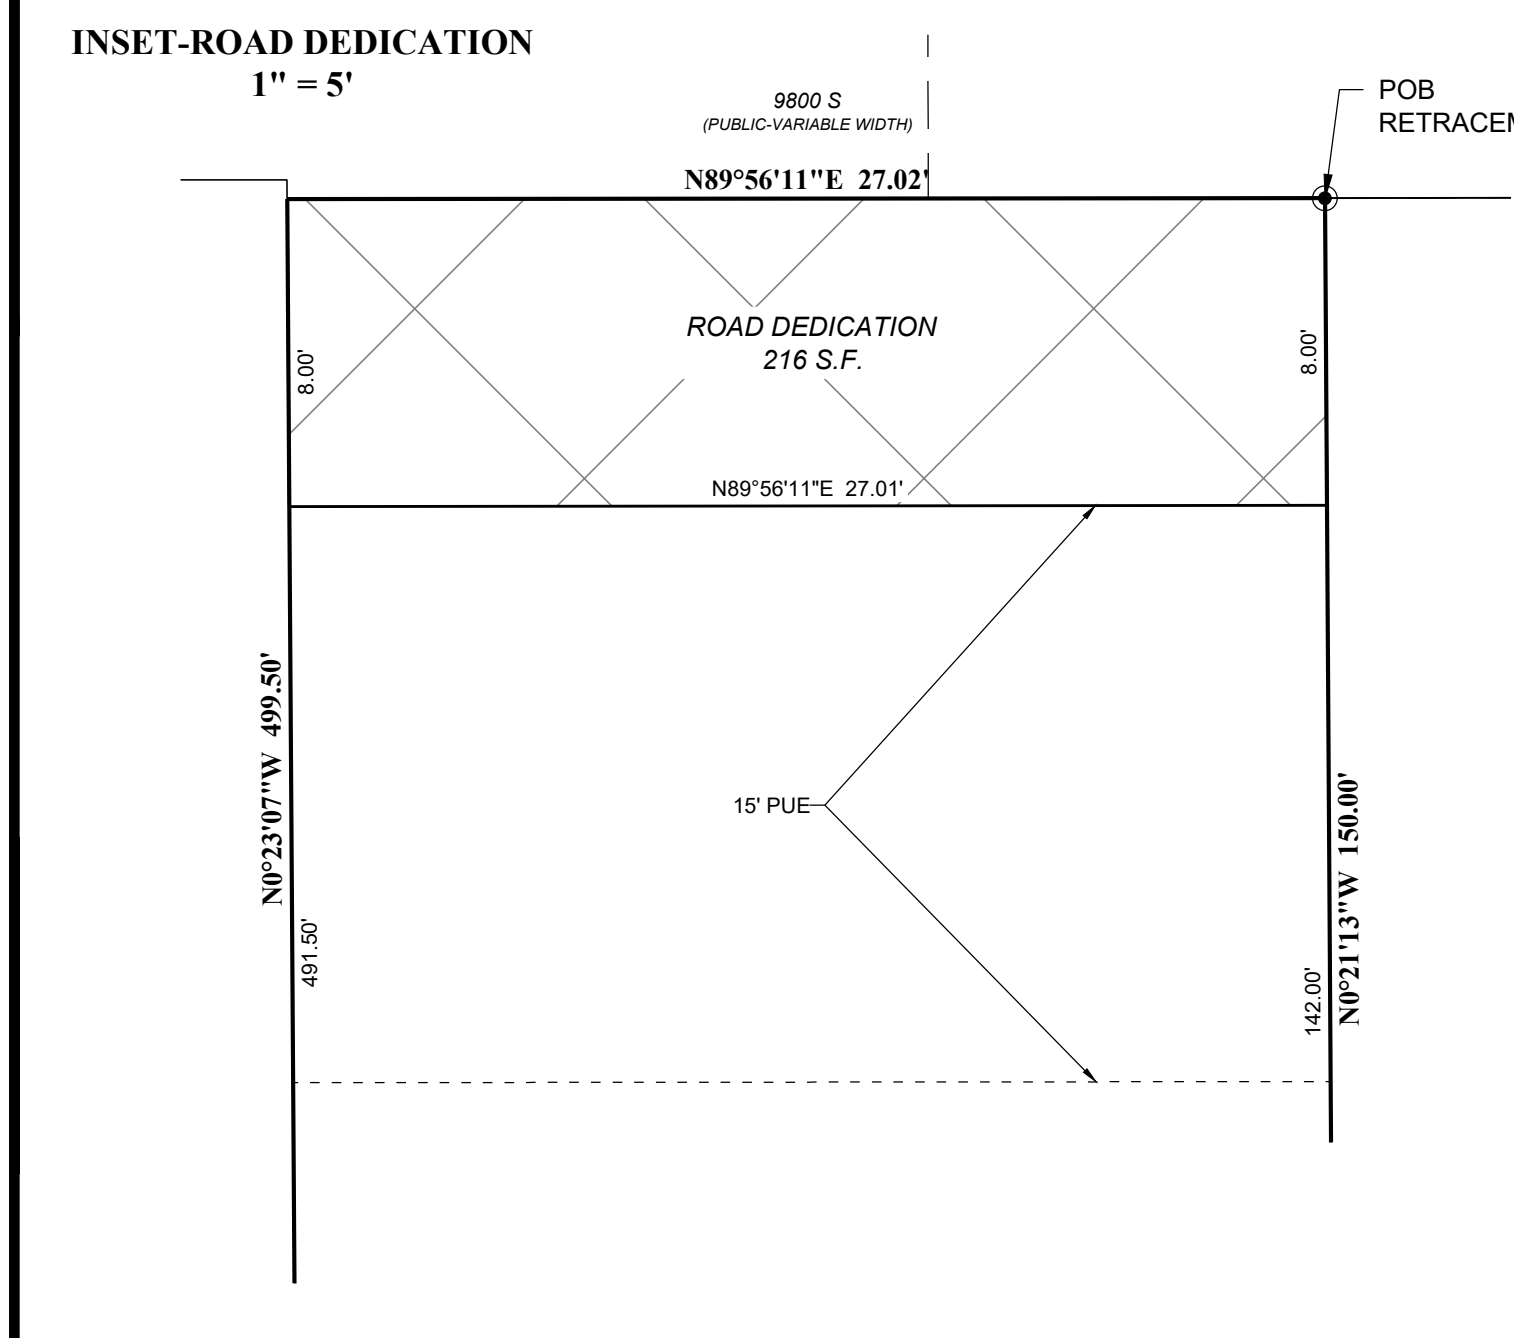 INSET-ROAD DEDICATION
1" = 5'
9800 S
(PUBLIC-VARIABLE WIDTH)
POB
RETRACEM
N89°56'11"E 27.02'
ROAD DEDICATION
216 S.F.
8.00'
8.00'
N89°56'11"E 27.01'
N0°23'07"W 499.50'
491.50'
15' PUE
142.00'
N0°21'13"W 150.00'